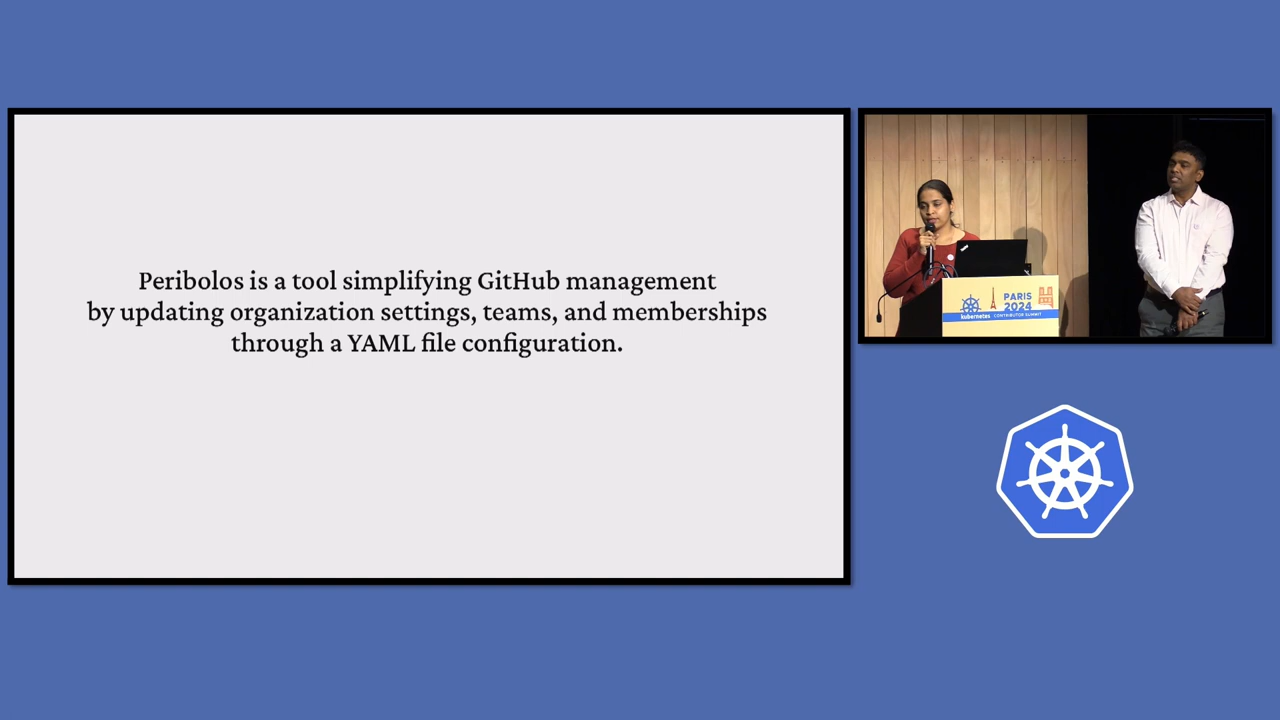 Peribolos is a tool simplifying GitHub management
by updating organization settings, teams, and memberships
through a YAML file configuration.
PARIS
2024
kubernetes CONTRIBUTOR SUMMIT